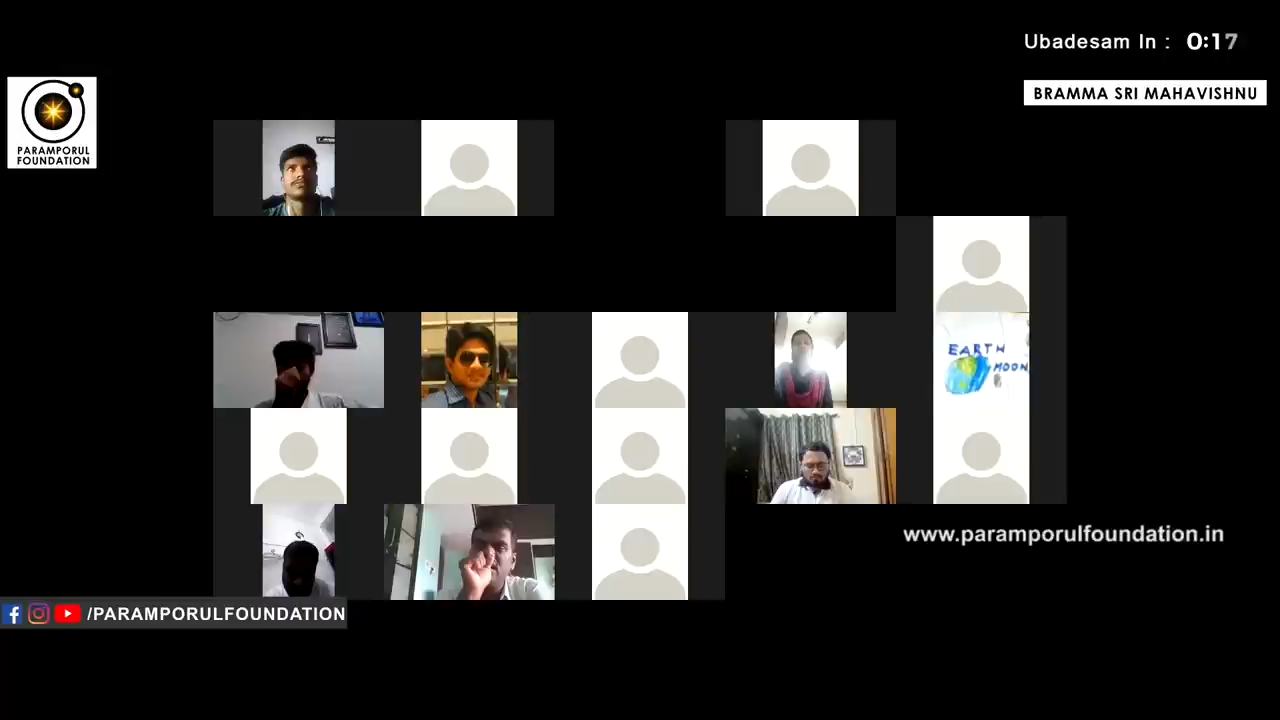 Ubadesam In : 0:17
BRAMMA SRI MAHAVISHNU
PARAMPORUL
FOUNDATION
EARTH
MOON
www.paramporulfoundation.in
/PARAMPORULFOUNDATION